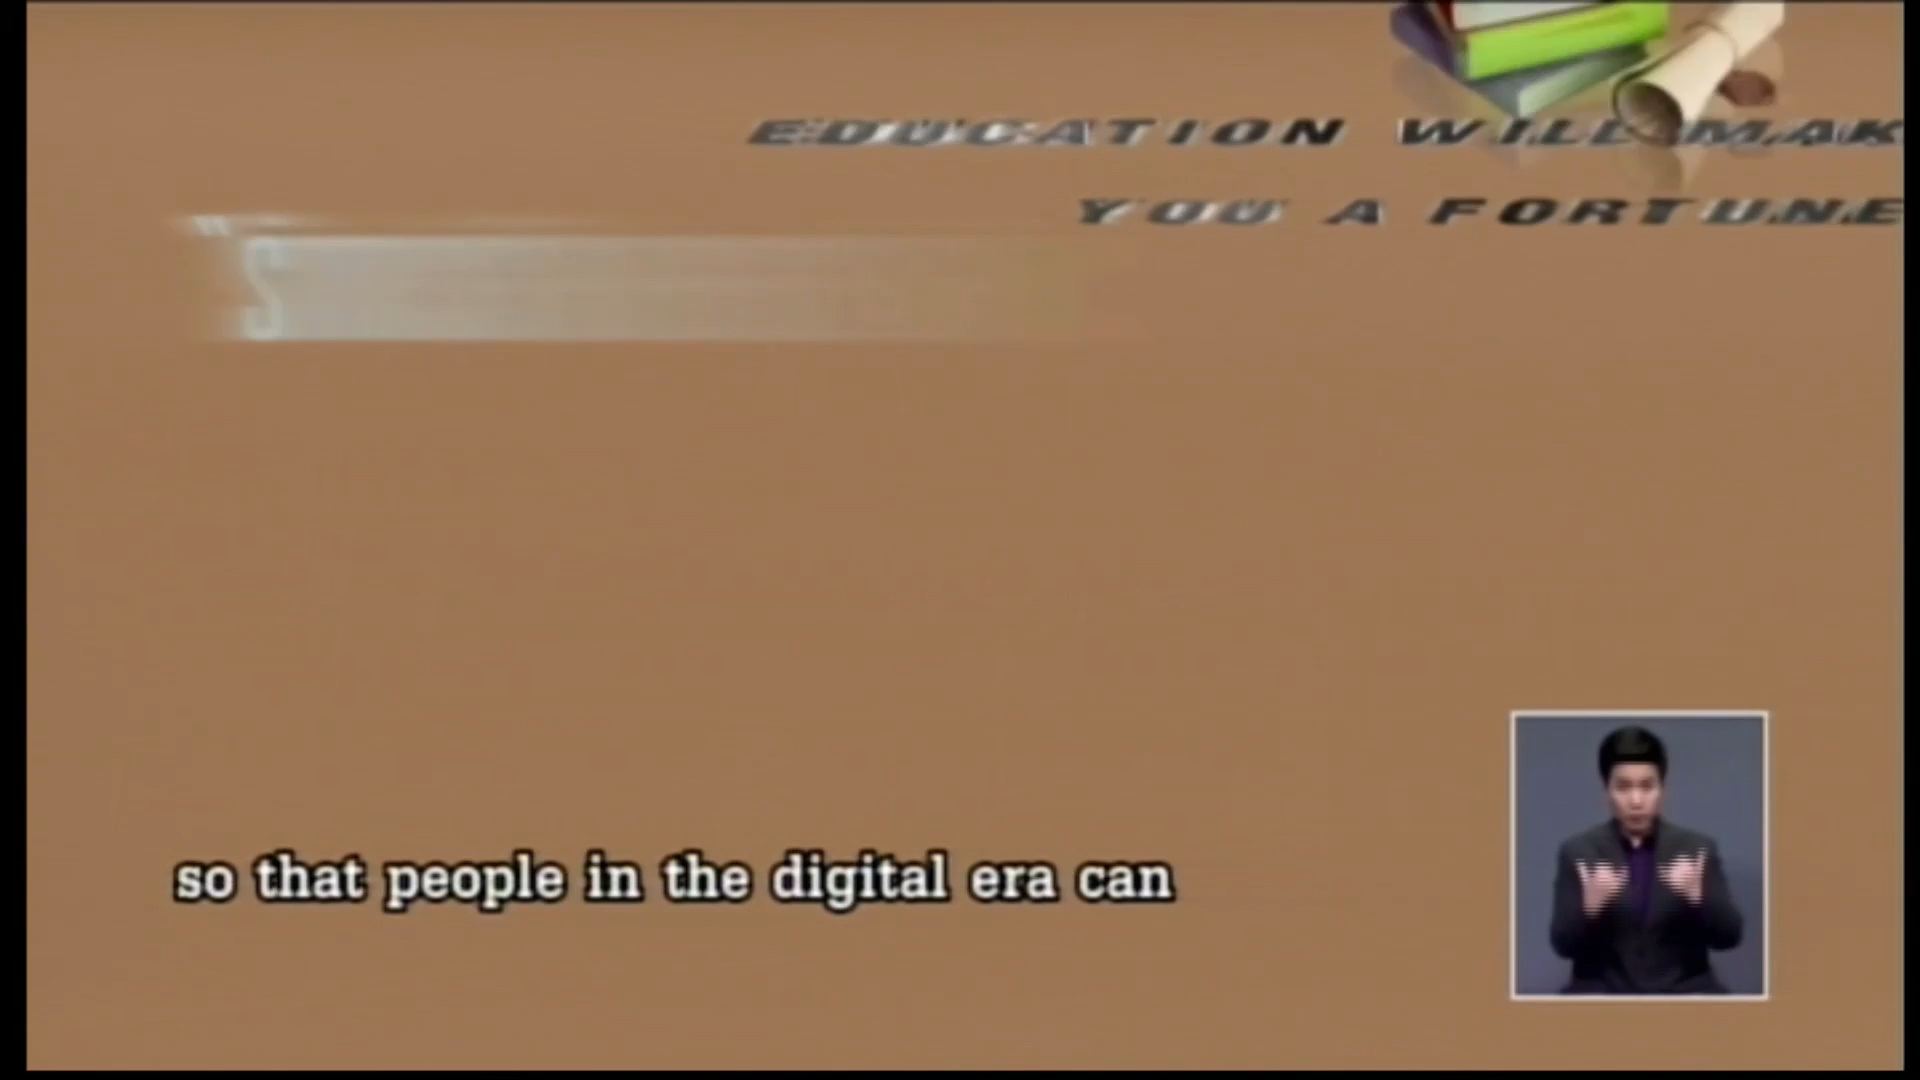 EDUCATION WILL MAK
YOU A FORTUNE
S
so that people in the digital era can